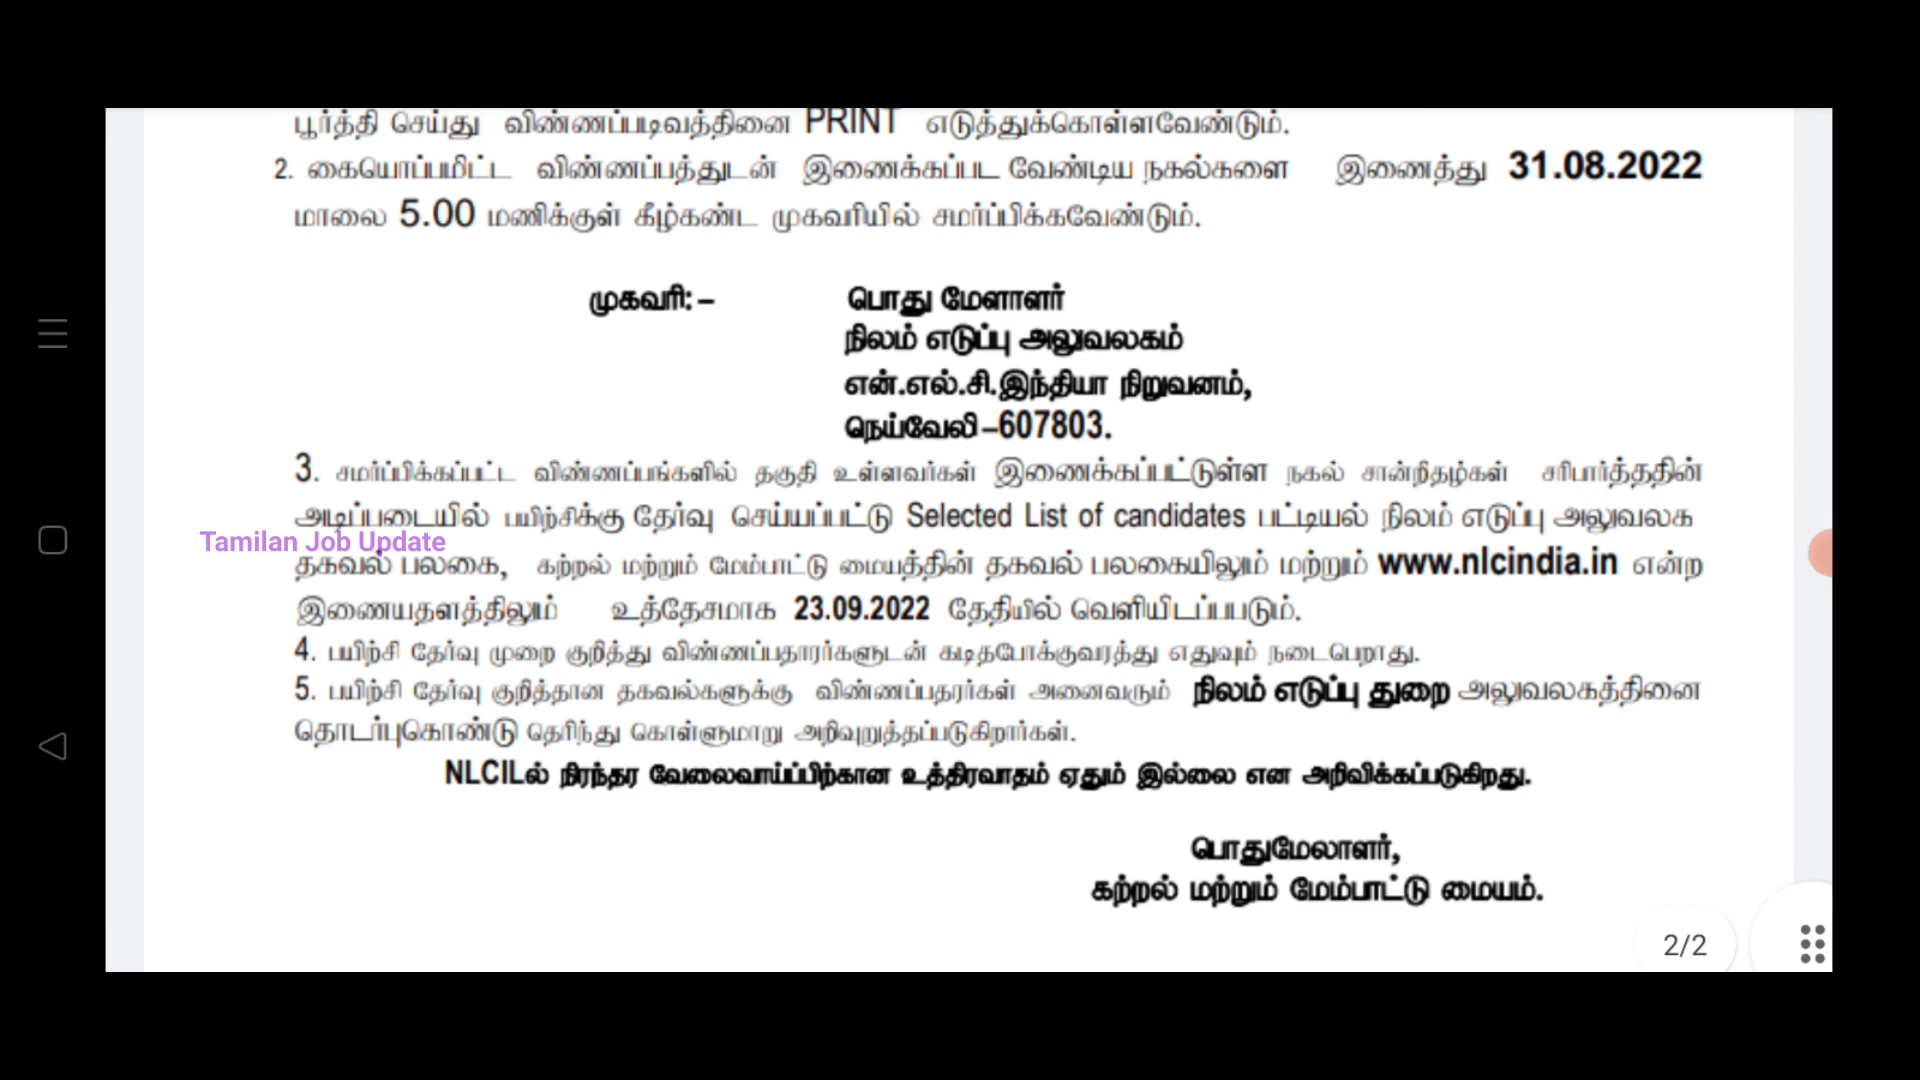 பூர்த்தி செய்து விண்ணப்படிவத்தினை PRINT எடுத்துக்கொள்ளவேண்டும்.
2. கையொப்பமிட்ட விண்ணப்பத்துடன் இணைக்கப்பட வேண்டிய நகல்களை இணைத்து 31.08.2022
மாலை 5.00 மணிக்குள் கீழ்கண்ட முகவரியில் சமர்ப்பிக்கவேண்டும்.
முகவரி:– பொது மேளாளர்
நிலம் எடுப்பு அலுவலகம்
என்.எல்.சி.இந்தியா நிறுவனம்,
நெய்வேலி –607803.
3. சமர்ப்பிக்கப்பட்ட விண்ணப்பங்களில் தகுதி உள்ளவர்கள் இணைக்கப்பட்டுள்ள நகல் சான்றிதழ்கள் சரிபார்த்ததின்
அடிப்படையில் பயிற்சிக்கு தேர்வு செய்யப்பட்டு Selected List of candidates பட்டியல் நிலம் எடுப்பு அலுவலக
Tamilan Job Update
தகவல் பலகை, கற்றல் மற்றும் மேம்பாட்டு மையத்தின் தகவல் பலகையிலும் மற்றும் www.nlcindia.in என்ற
இணையதளத்திலும் உத்தேசமாக 23.09.2022 தேதியில் வெளியிடப்படும்.
4. பயிற்சி தேர்வு முறை குறித்து விண்ணப்பதாரர்களுடன் கடிதபோக்குவரத்து எதுவும் நடைபெறாது.
5. பயிற்சி தேர்வு குறித்தான தகவல்களுக்கு விண்ணப்பதரர்கள் அனைவரும் நிலம் எடுப்பு துறை அலுவலகத்தினை
தொடர்புகொண்டு தெரிந்து கொள்ளுமாறு அறிவுறுத்தப்படுகிறார்கள்.
NLCILல் நிரந்தர வேலைவாய்ப்பிற்கான உத்திரவாதம் ஏதும் இல்லை என அறிவிக்கப்படுகிறது.
பொதுமேலாளர்,
கற்றல் மற்றும் மேம்பாட்டு மையம்.
2/2